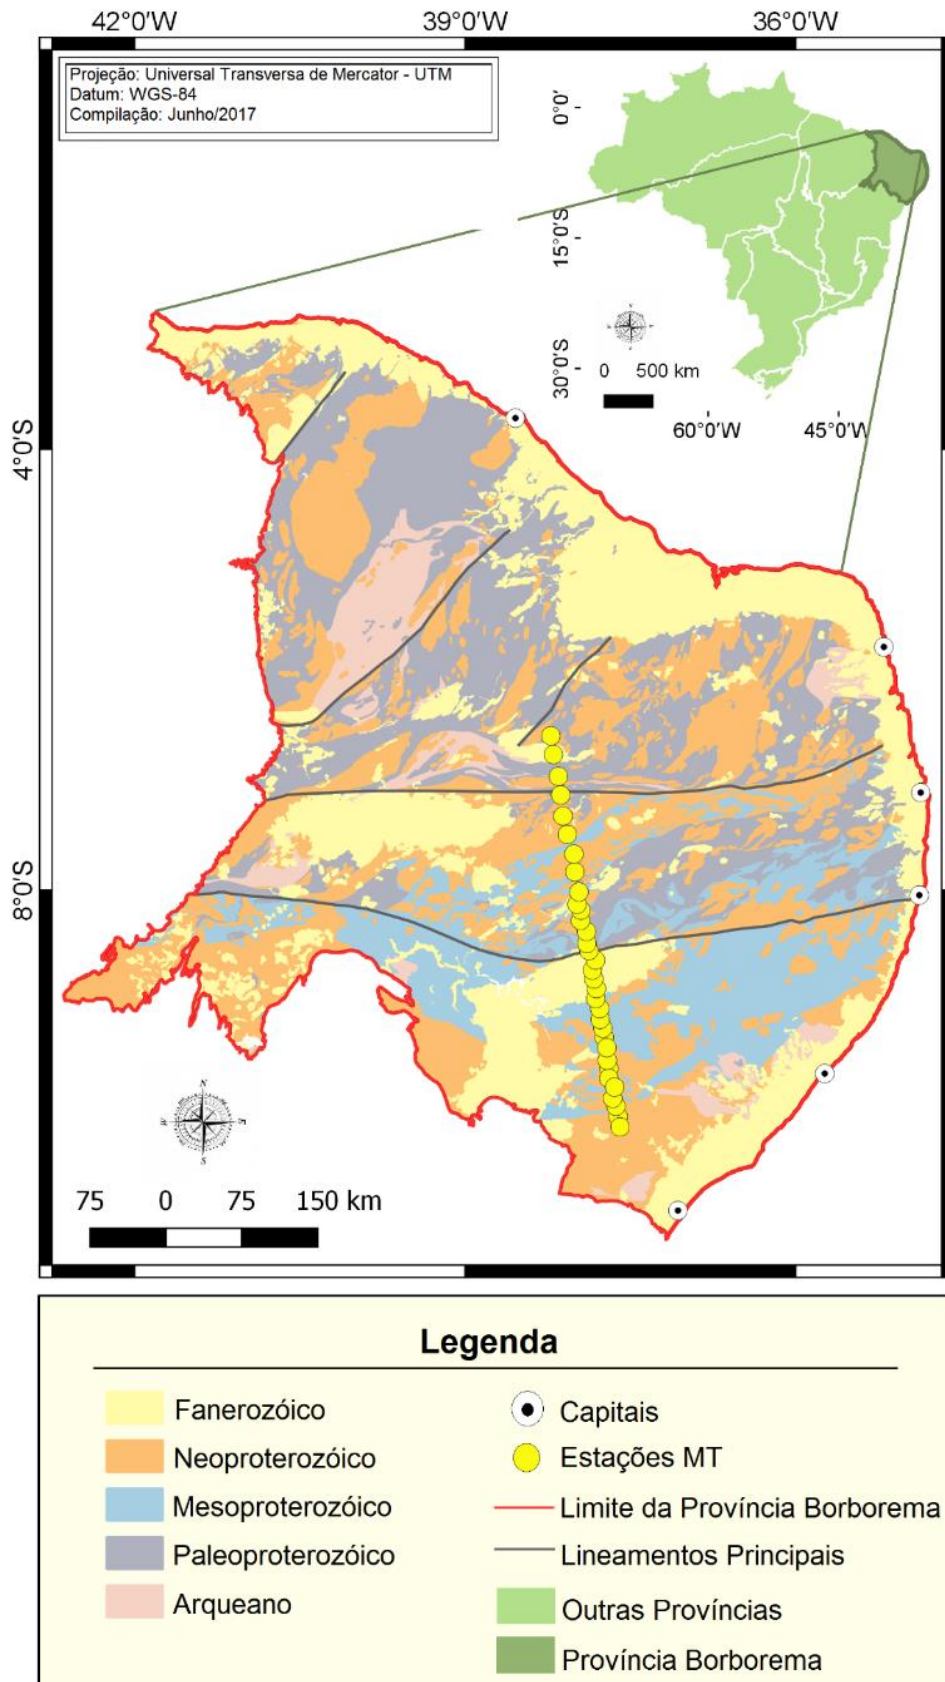 42°0'W
39°0'W
36°0'W
Projeção: Universal Transversa de Mercator - UTM
Datum: WGS-84
Compilação: Junho/2017
0°0'
15°0'S
30°0'S
0 500 km
60°0'W
45°0'W
4°0'S
8°0'S
N
W
E
S
75 0 75 150 km
Legenda
Fanerozóico
Neoproterozóico
Mesoproterozóico
Paleoproterozóico
Arqueano
Capitais
Estações MT
Limite da Província Borborema
Lineamentos Principais
Outras Províncias
Província Borborema